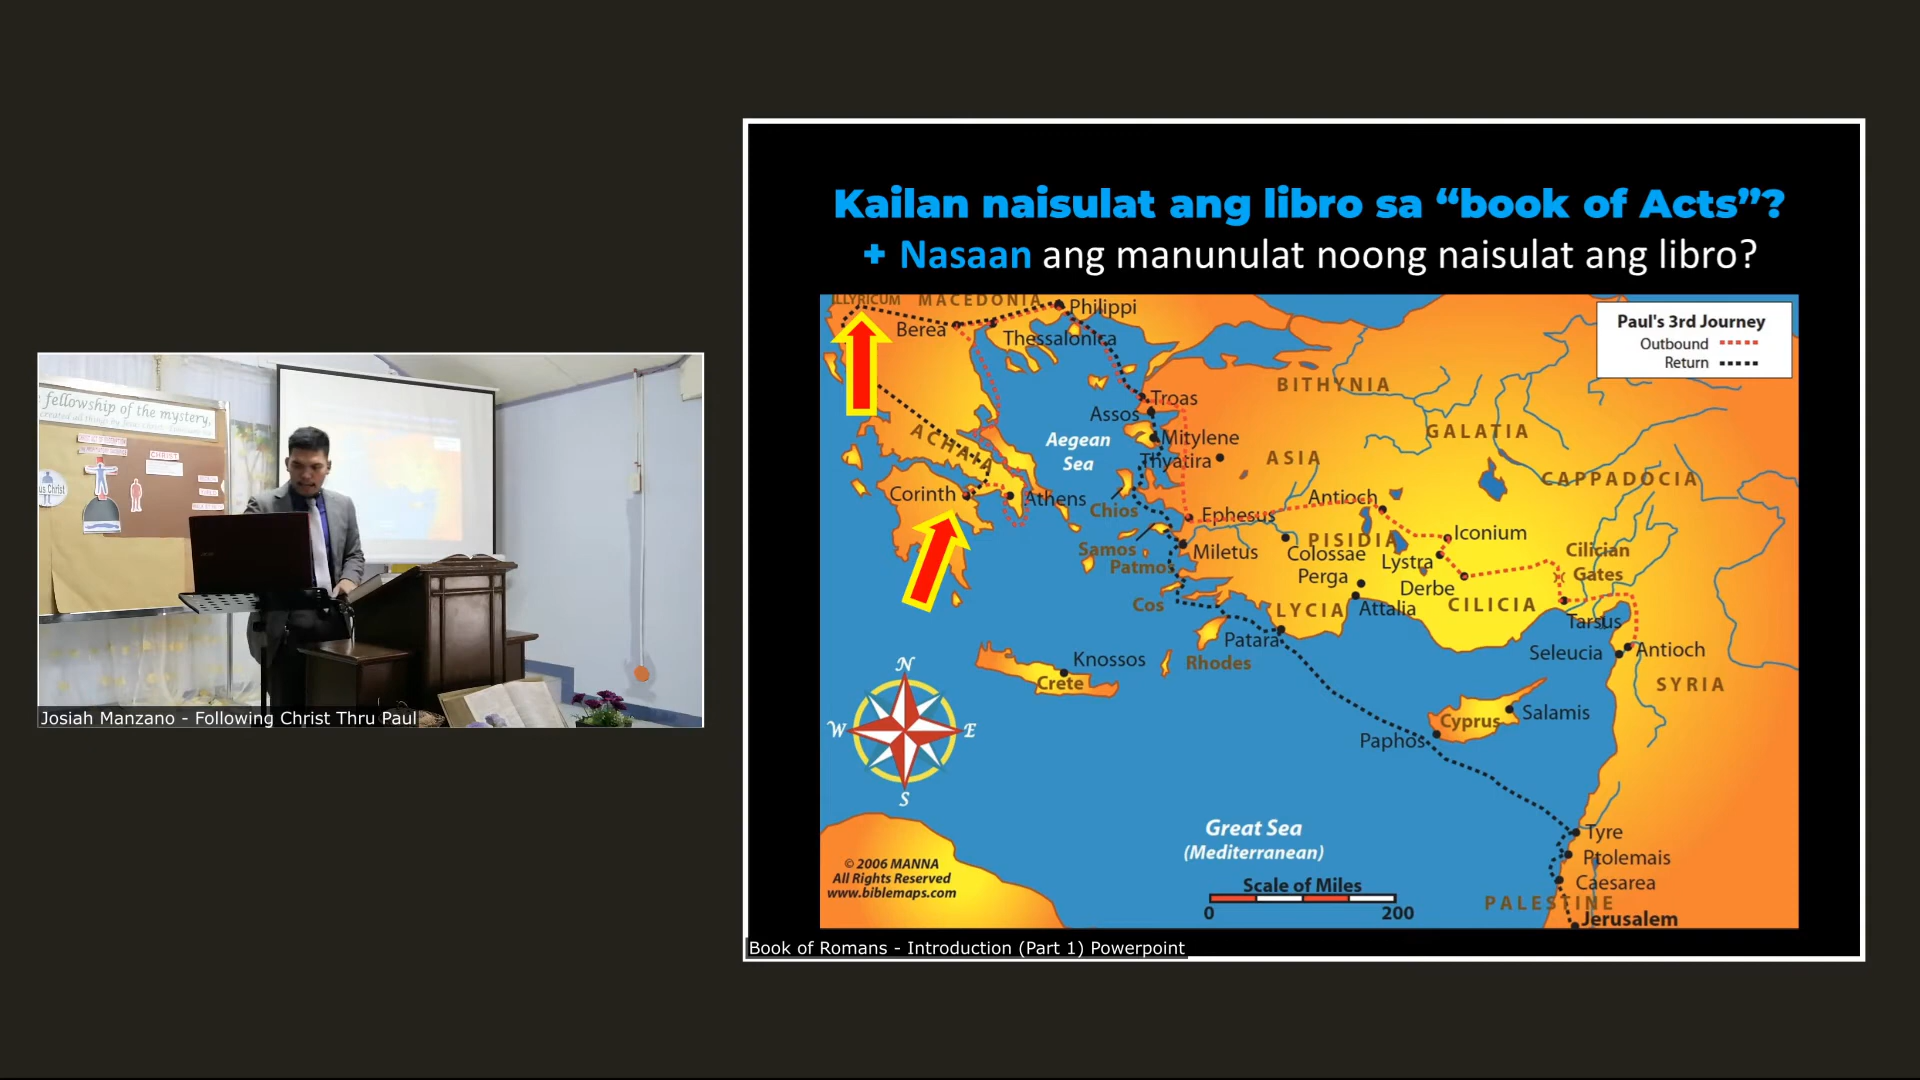 fellowship of the mystery,
CHRIST
us Christ
Josiah Manzano - Following Christ Thru Paul
Kailan naisulat ang libro sa “book of Acts”?
+ Nasaan ang manunulat noong naisulat ang libro?
ILLYRICUM
MACEDONIA
Philippi
Berea
Thessalonica
Paul's 3rd Journey
Outbound
Return
BITHYNIA
Troas
Assos
GALATIA
ACHAIA
Aegean
Sea
Mitylene
Thyatira
ASIA
CAPPADOCIA
Corinth
Athens
Chios
Antioch
Ephesus
PISIDIA
Iconium
Samos
Patmos
Miletus
Colossae
Lystra
Cilician
Gates
Perga
Derbe
Cos
LYCIA
Attalia
CILICIA
Tarsus
Patara
Rhodes
Seleucia
Antioch
Knossos
Crete
SYRIA
N
W
E
S
Cyprus
Salamis
Paphos
Great Sea
(Mediterranean)
Tyre
Ptolemais
Caesarea
PALESTINE
Jerusalem
© 2006 MANNA
All Rights Reserved
www.biblemaps.com
Scale of Miles
0 200
Book of Romans - Introduction (Part 1) Powerpoint